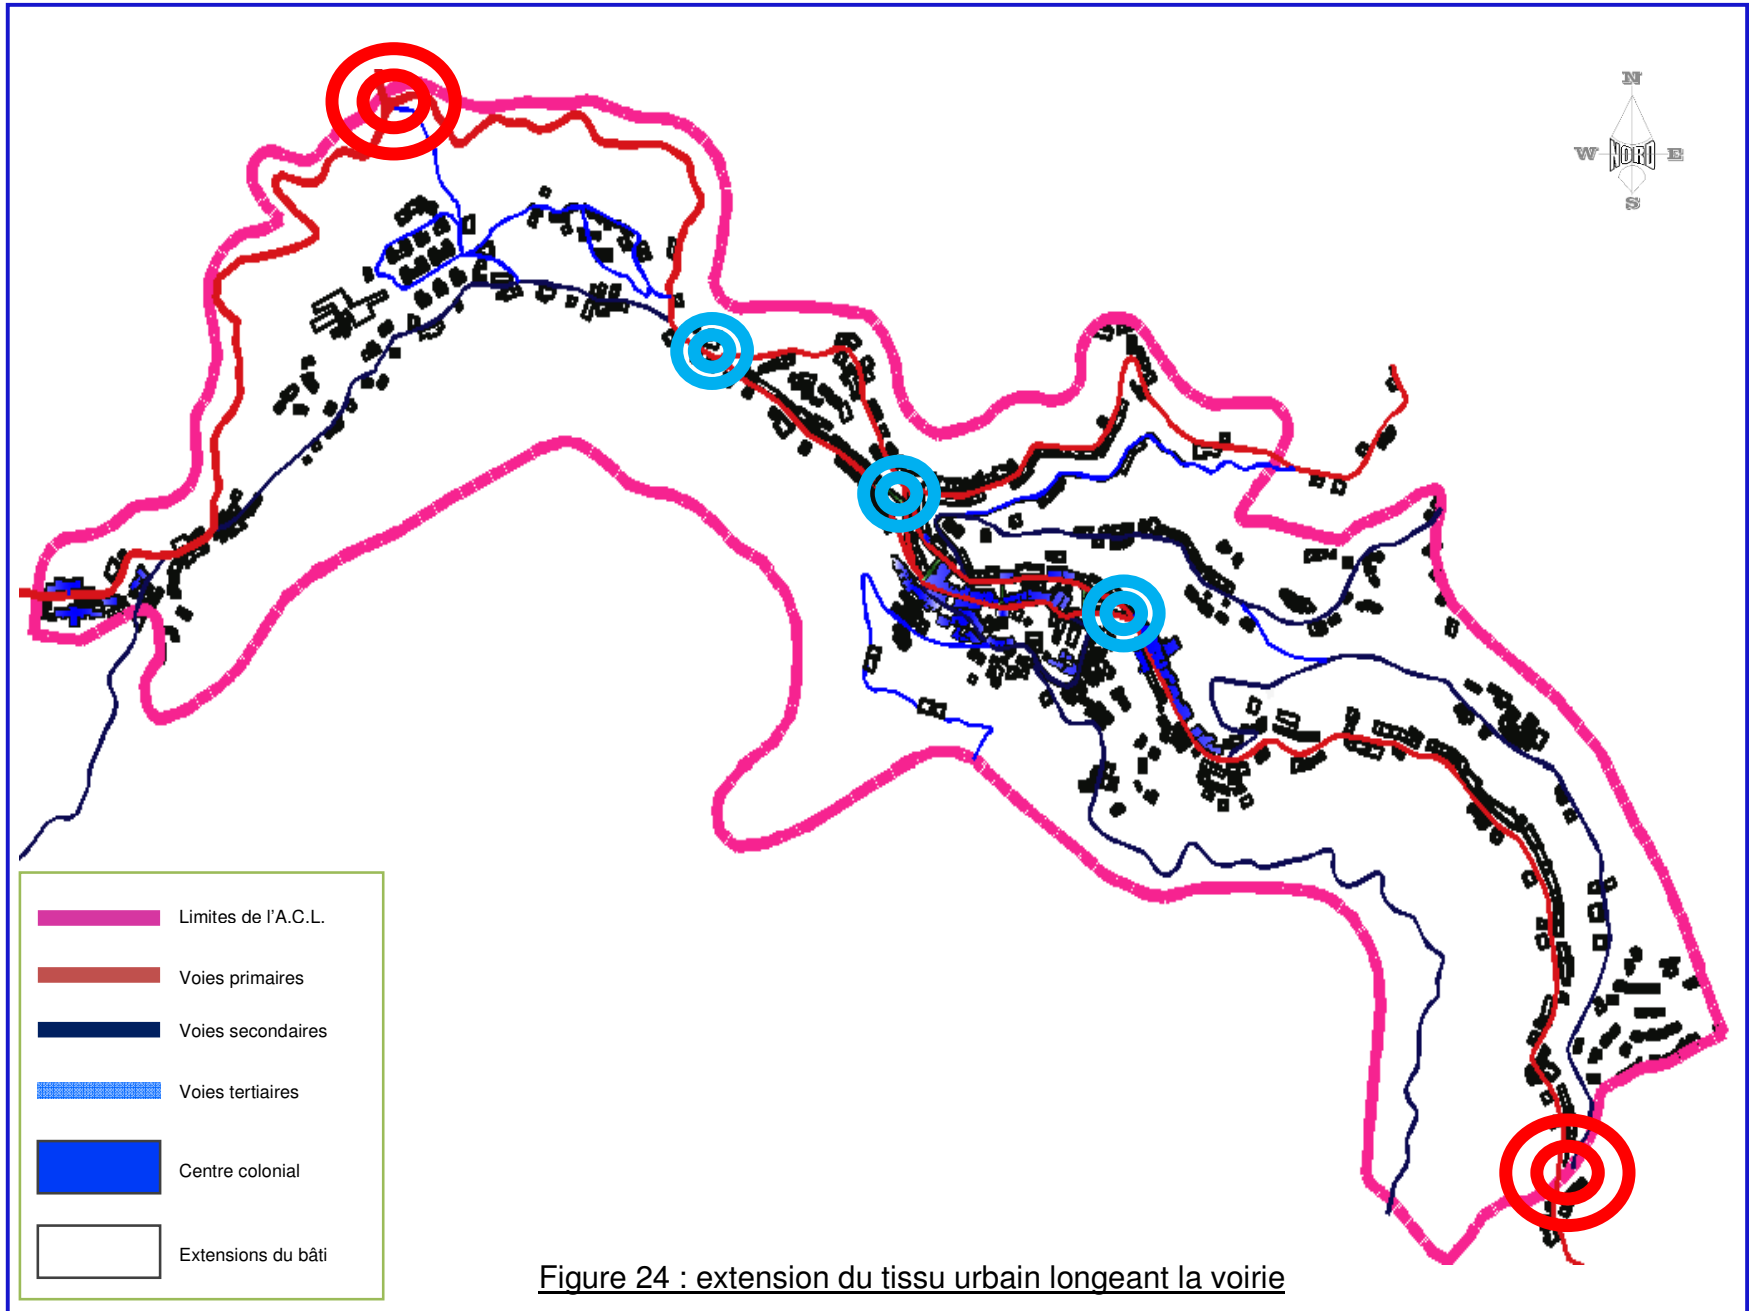 N
W NORD E
S
Limites de l'A.C.L.
Voies primaires
Voies secondaires
Voies tertiaires
Centre colonial
Extensions du bâti
Figure 24 : extension du tissu urbain longeant la voirie